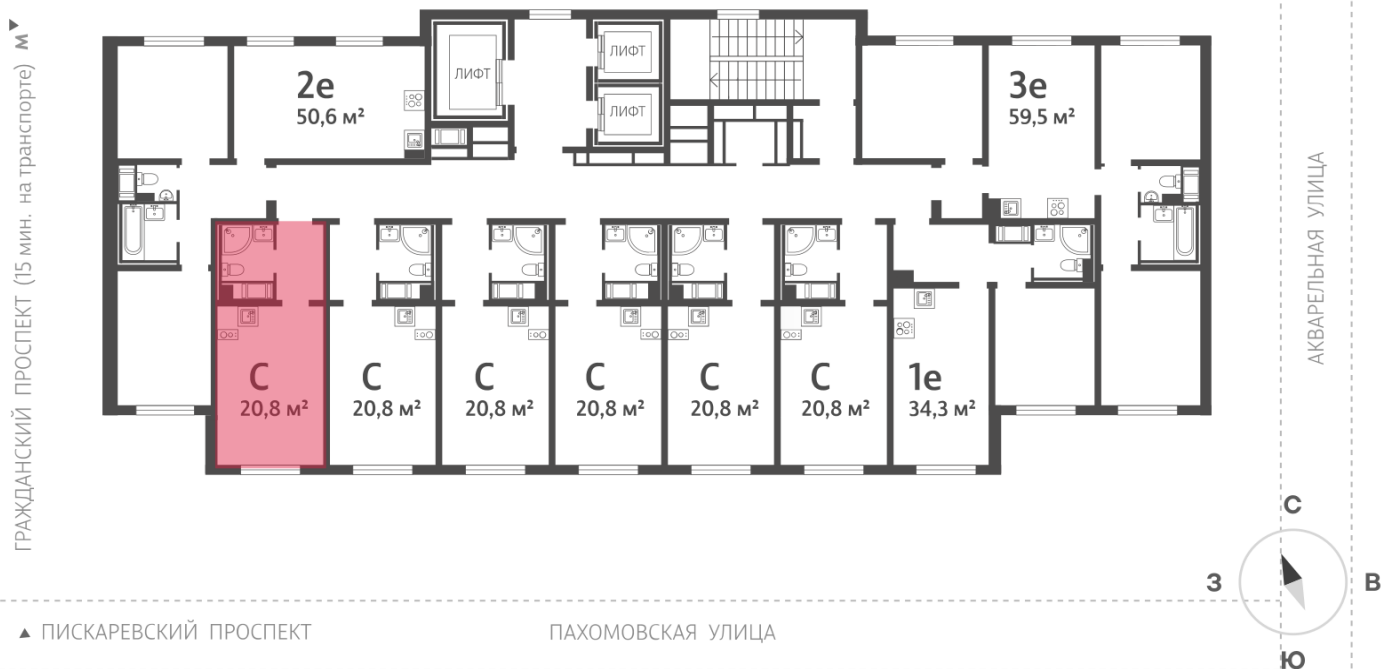 ГРАЖДАНСКИЙ ПРОСПЕКТ (15 мин. на транспорте) м
ЛИФТ
ЛИФТ
ЛИФТ
2е
50,6 м²
3е
59,5 м²
С
20,8 м²
С
20,8 м²
С
20,8 м²
С
20,8 м²
С
20,8 м²
С
20,8 м²
1е
34,3 м²
АКВАРЕЛЬНАЯ УЛИЦА
С
З
В
Ю
ПИСКАРЕВСКИЙ ПРОСПЕКТ
ПАХОМОВСКАЯ УЛИЦА